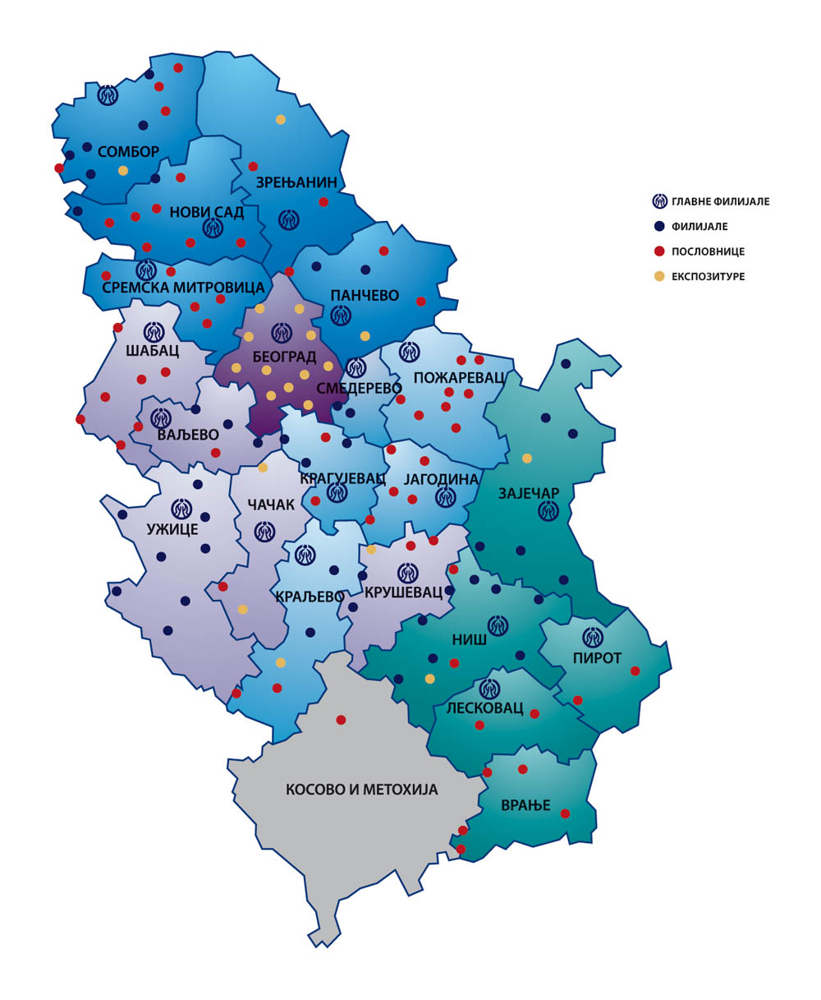 СОМБОР
ЗРЕЊАНИН
НОВИ САД
ГЛАВНЕ ФИЛИЈАЛЕ
ФИЛИЈАЛЕ
ПОСЛОВНИЦЕ
ЕКСПОЗИТУРЕ
СРЕМСКА МИТРОВИЦА
ПАНЧЕВО
ШАБАЦ
БЕОГРАД
СМЕДЕРЕВО
ПОЖАРЕВАЦ
ВАЉЕВО
КРАГУЈЕВАЦ
ЈАГОДИНА
ЗАЈЕЧАР
ЧАЧАК
УЖИЦЕ
КРАЉЕВО
КРУШЕВАЦ
НИШ
ПИРОТ
ЛЕСКОВАЦ
КОСОВО И МЕТОХИЈА
ВРАЊЕ